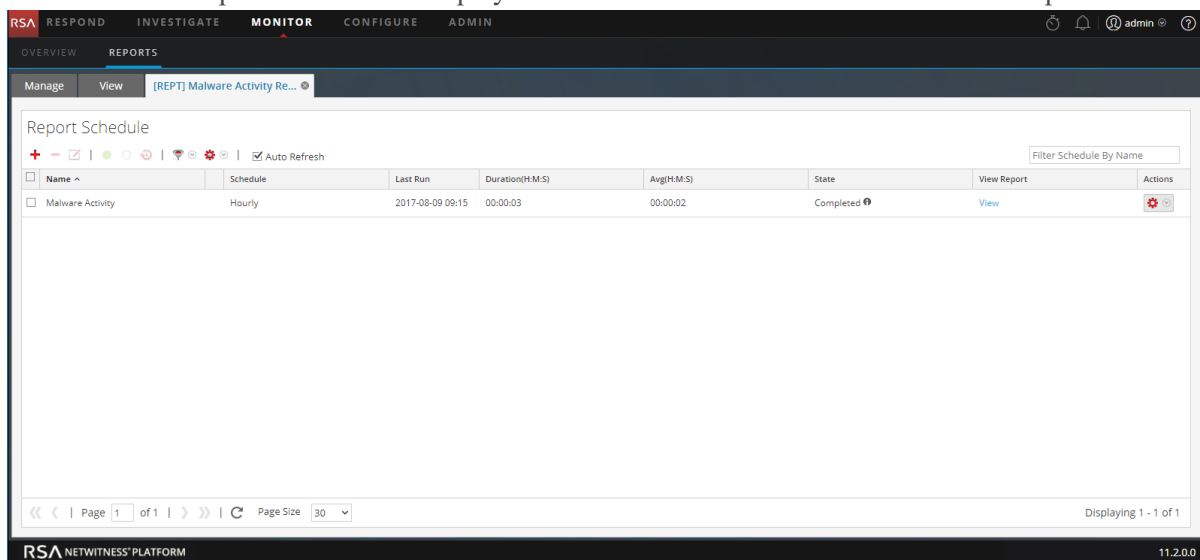 RSA RESPOND INVESTIGATE MONITOR CONFIGURE ADMIN admin
OVERVIEW REPORTS
Manage View [REPT] Malware Activity Re...
Report Schedule
Auto Refresh Filter Schedule By Name
Name Schedule Last Run Duration(H:M:S) Avg(H:M:S) State View Report Actions
Malware Activity Hourly 2017-08-09 09:15 00:00:03 00:00:02 Completed View
Page 1 of 1 Page Size 30 Displaying 1 - 1 of 1
RSA NETWITNESS® PLATFORM 11.2.0.0